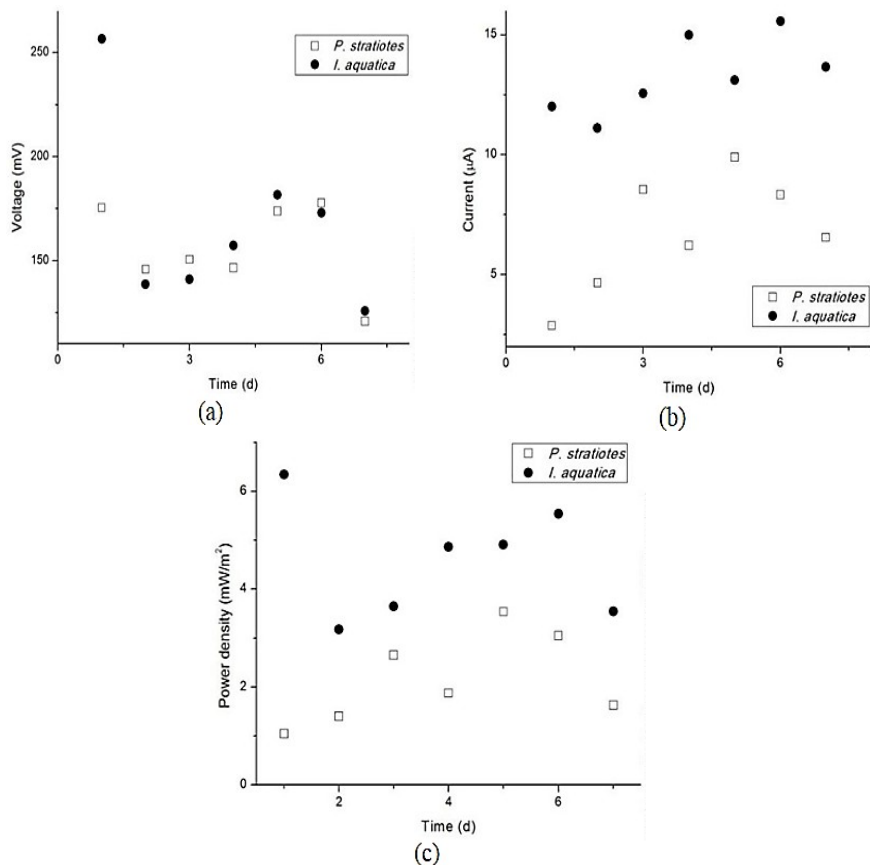 250
200
150
Voltage (mV)
P. stratiotes
I. aquatica
0
3
6
Time (d)
(a)
15
10
5
Current (μA)
P. stratiotes
I. aquatica
0
3
6
Time (d)
(b)
6
4
2
0
Power density (mW/m²)
P. stratiotes
I. aquatica
2
4
6
Time (d)
(c)